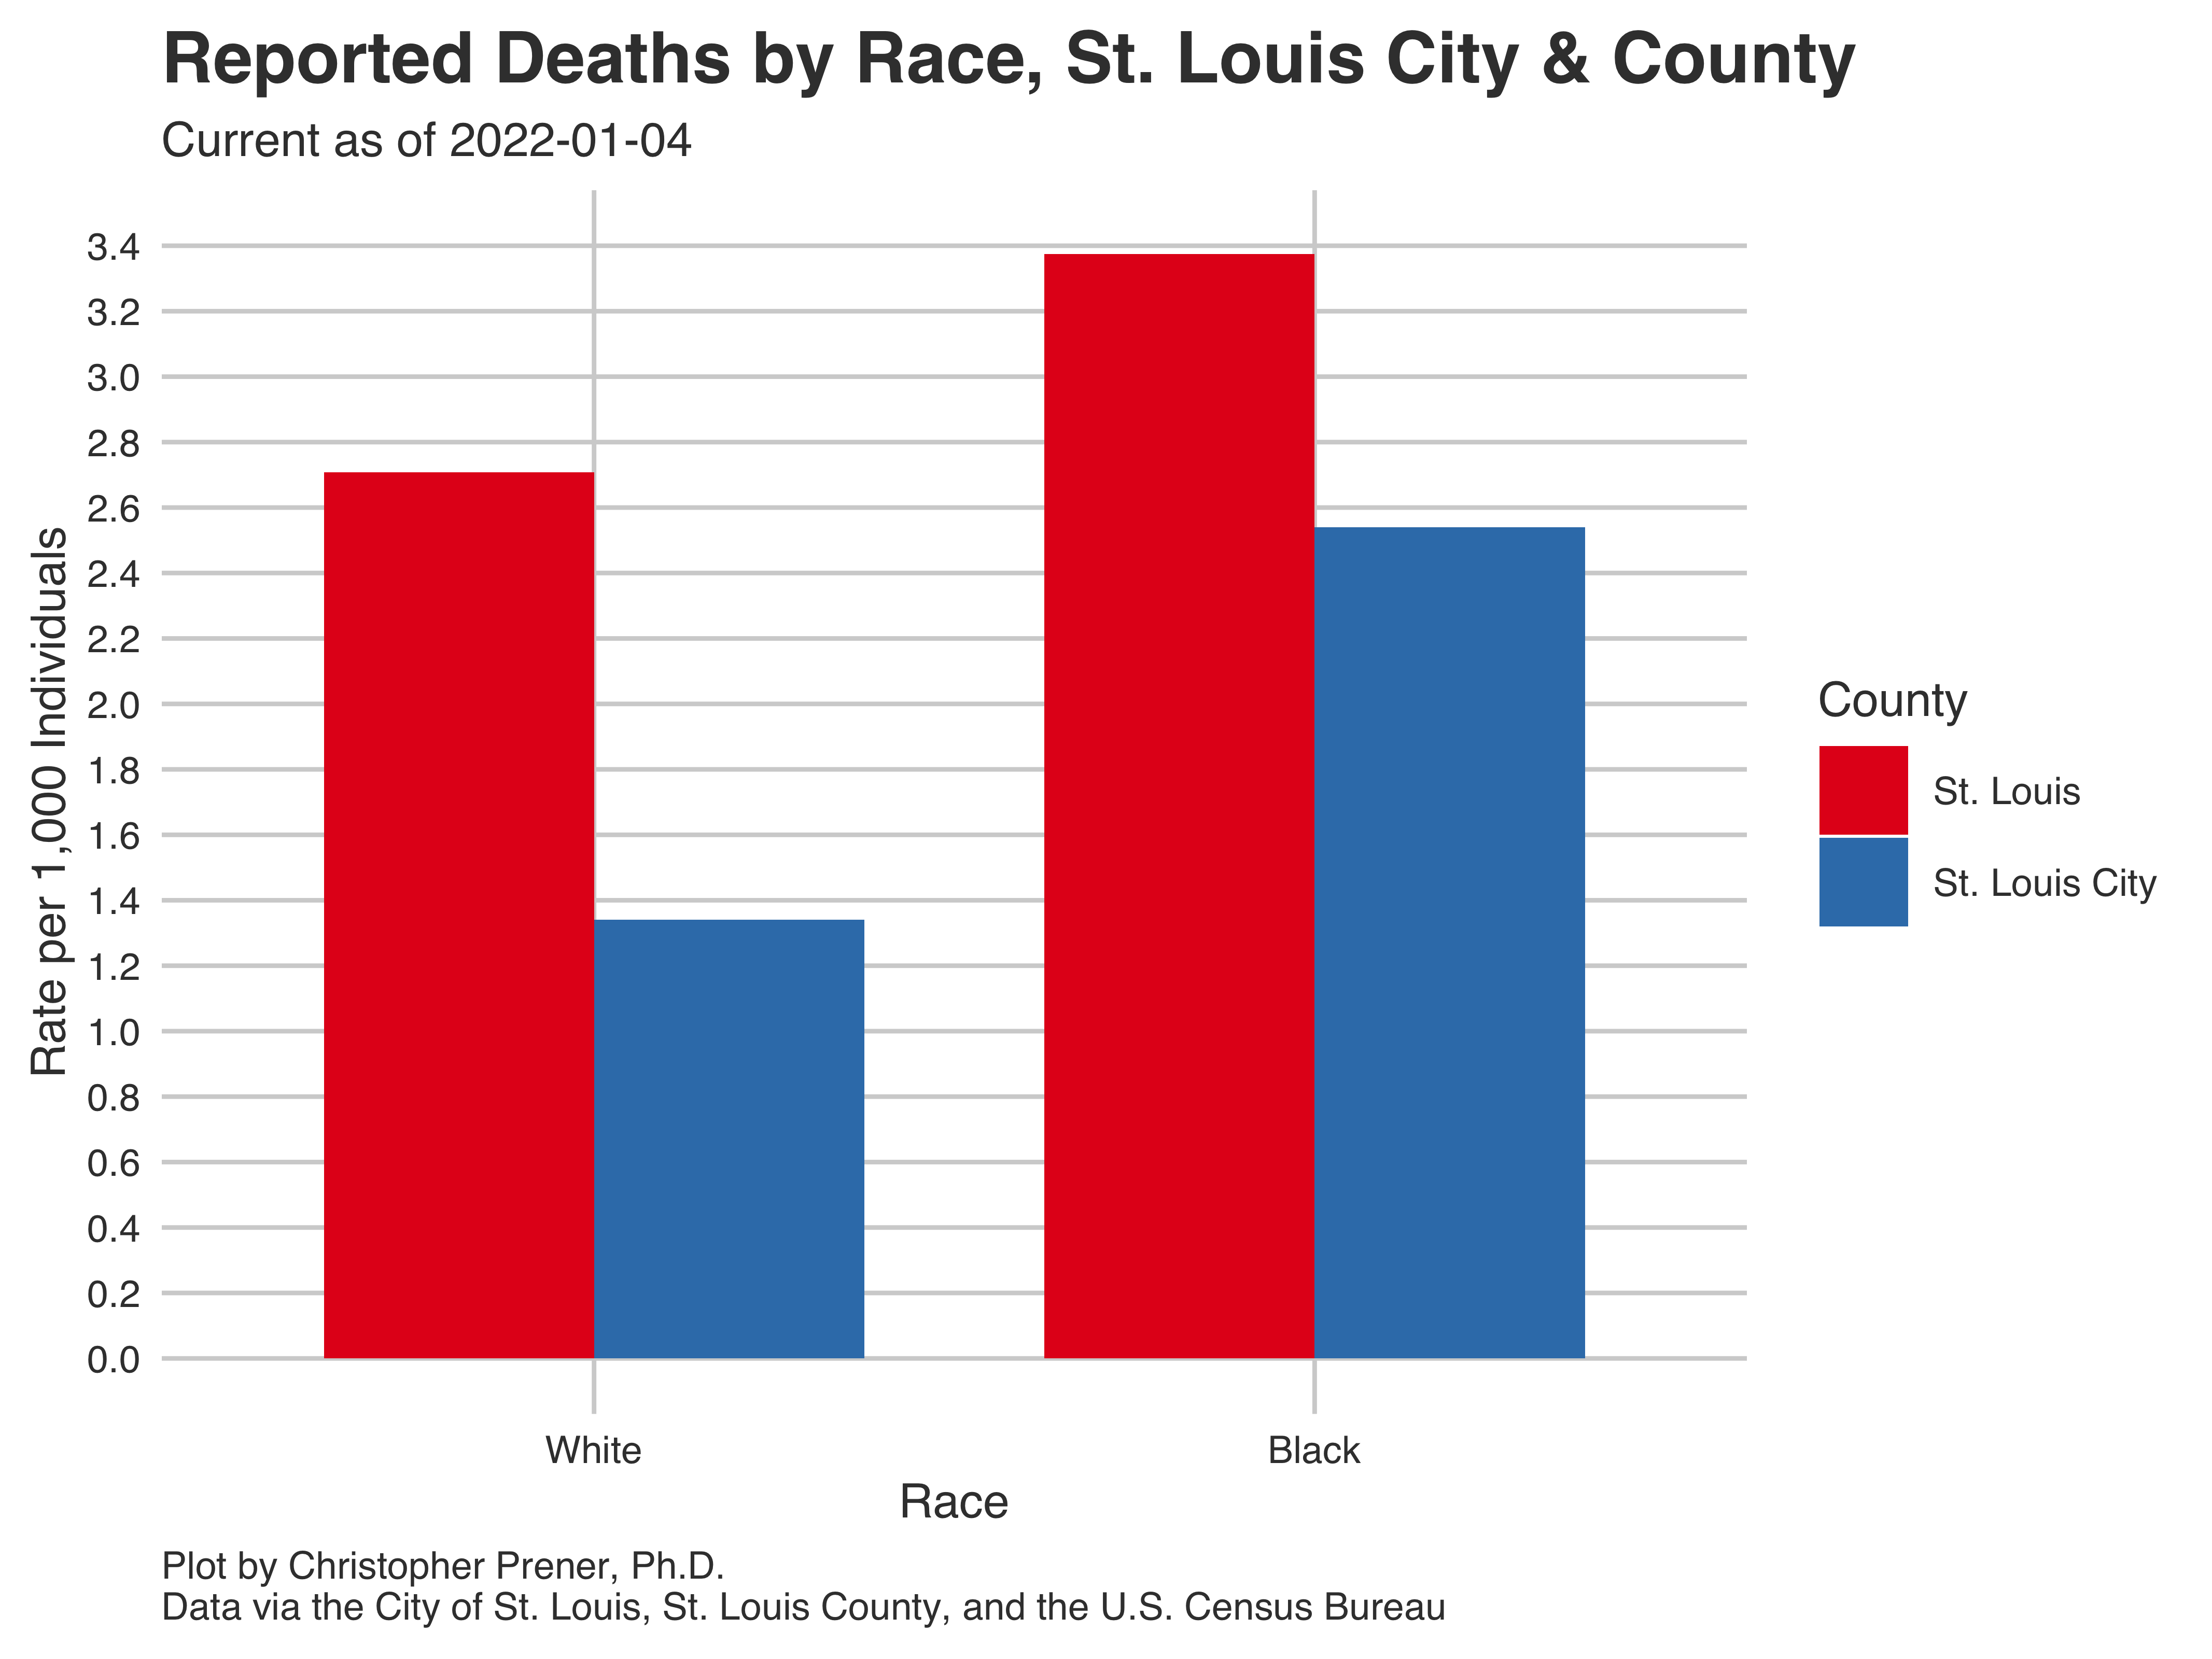 Reported Deaths by Race, St. Louis City & County
Current as of 2022-01-04
Rate per 1,000 Individuals
3.4
3.2
3.0
2.8
2.6
2.4
2.2
2.0
1.8
1.6
1.4
1.2
1.0
0.8
0.6
0.4
0.2
0.0
White
Black
Race
County
St. Louis
St. Louis City
Plot by Christopher Prener, Ph.D.
Data via the City of St. Louis, St. Louis County, and the U.S. Census Bureau